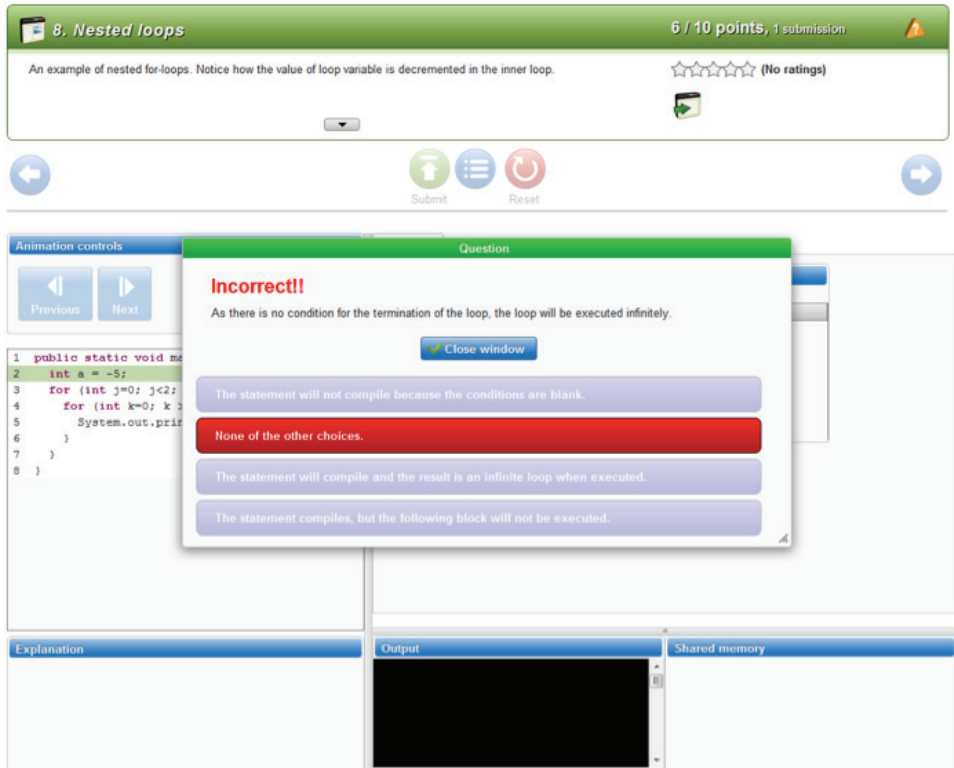 8. Nested loops
6 / 10 points, 1 submission
An example of nested for-loops. Notice how the value of loop variable is decremented in the inner loop.
(No ratings)
Submit
Reset
Animation controls
Previous
Next
Question
Incorrect!!
As there is no condition for the termination of the loop, the loop will be executed infinitely.
Close window
The statement will not compile because the conditions are blank.
None of the other choices.
The statement will compile and the result is an infinite loop when executed.
The statement compiles, but the following block will not be executed.
1 public static void ma
2 int a = -5;
3 for (int j=0; j<2;
4 for (int k=0; k >
5 System.out.prin
6 }
7 }
8 }
Explanation
Output
Shared memory